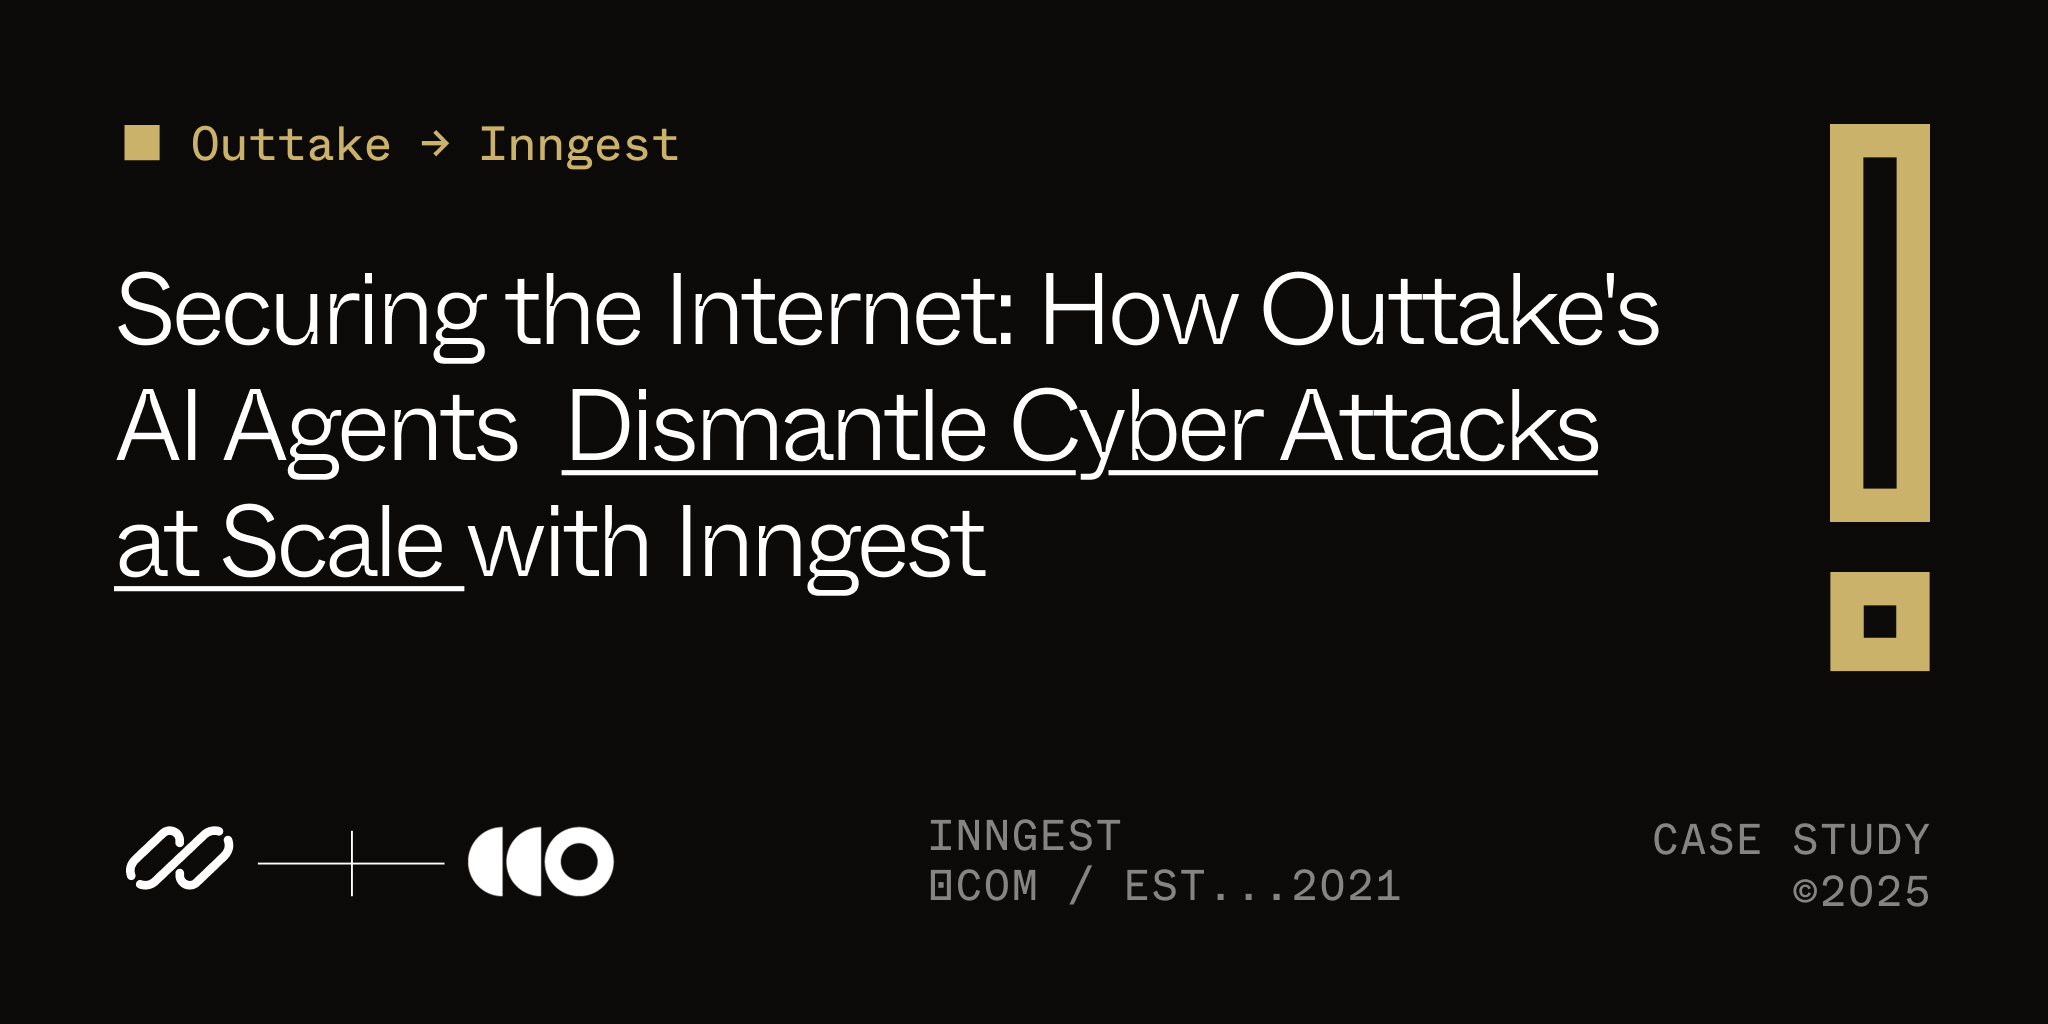 Outtake → Inngest
Securing the Internet: How Outtake's
AI Agents Dismantle Cyber Attacks
at Scale with Inngest
INNGEST
⊡COM / EST...2021
CASE STUDY
©2025